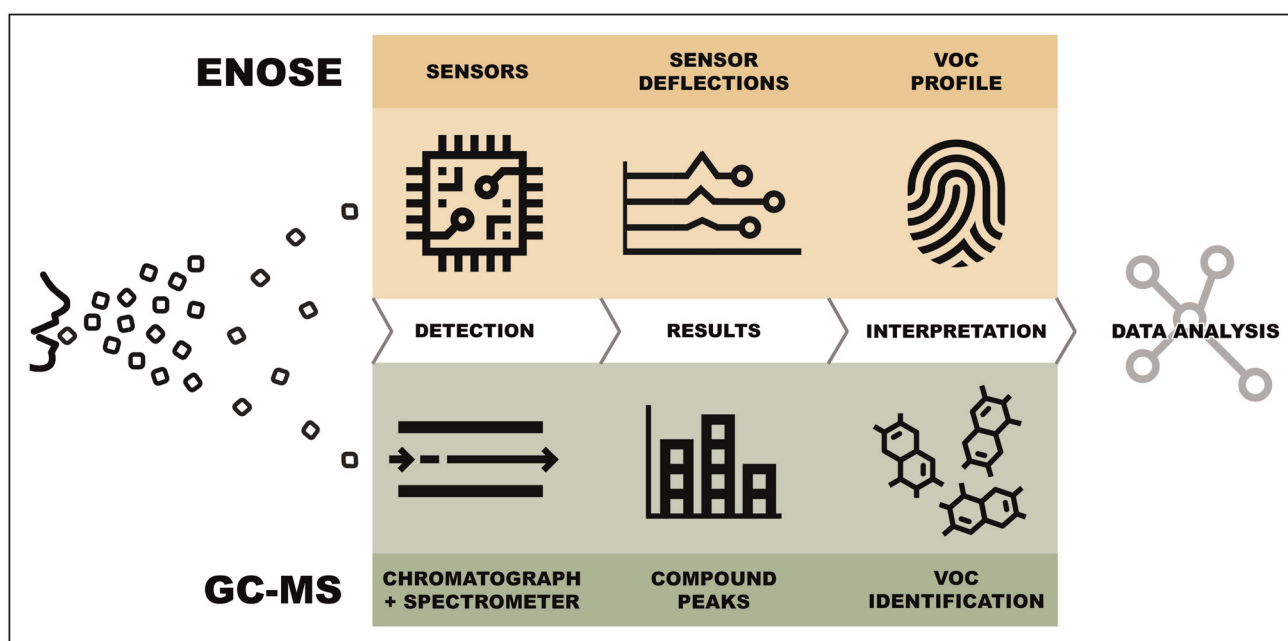 ENOSE
SENSORS
SENSOR
DEFLECTIONS
VOC
PROFILE
DETECTION
RESULTS
INTERPRETATION
DATA ANALYSIS
GC-MS
CHROMATOGRAPH
+ SPECTROMETER
COMPOUND
PEAKS
VOC
IDENTIFICATION